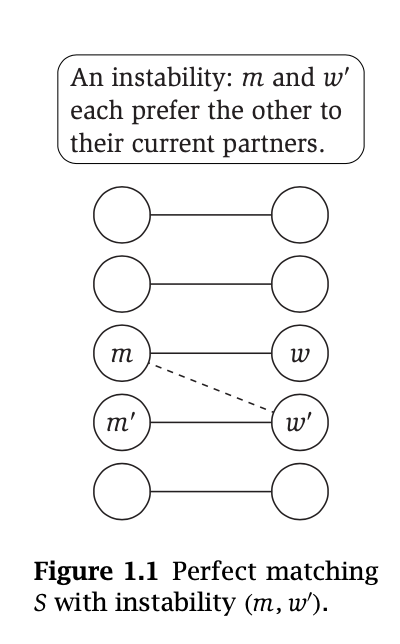 An instability: m and w′
each prefer the other to
their current partners.
m
w
m′
w′
Figure 1.1 Perfect matching
S with instability (m, w′).